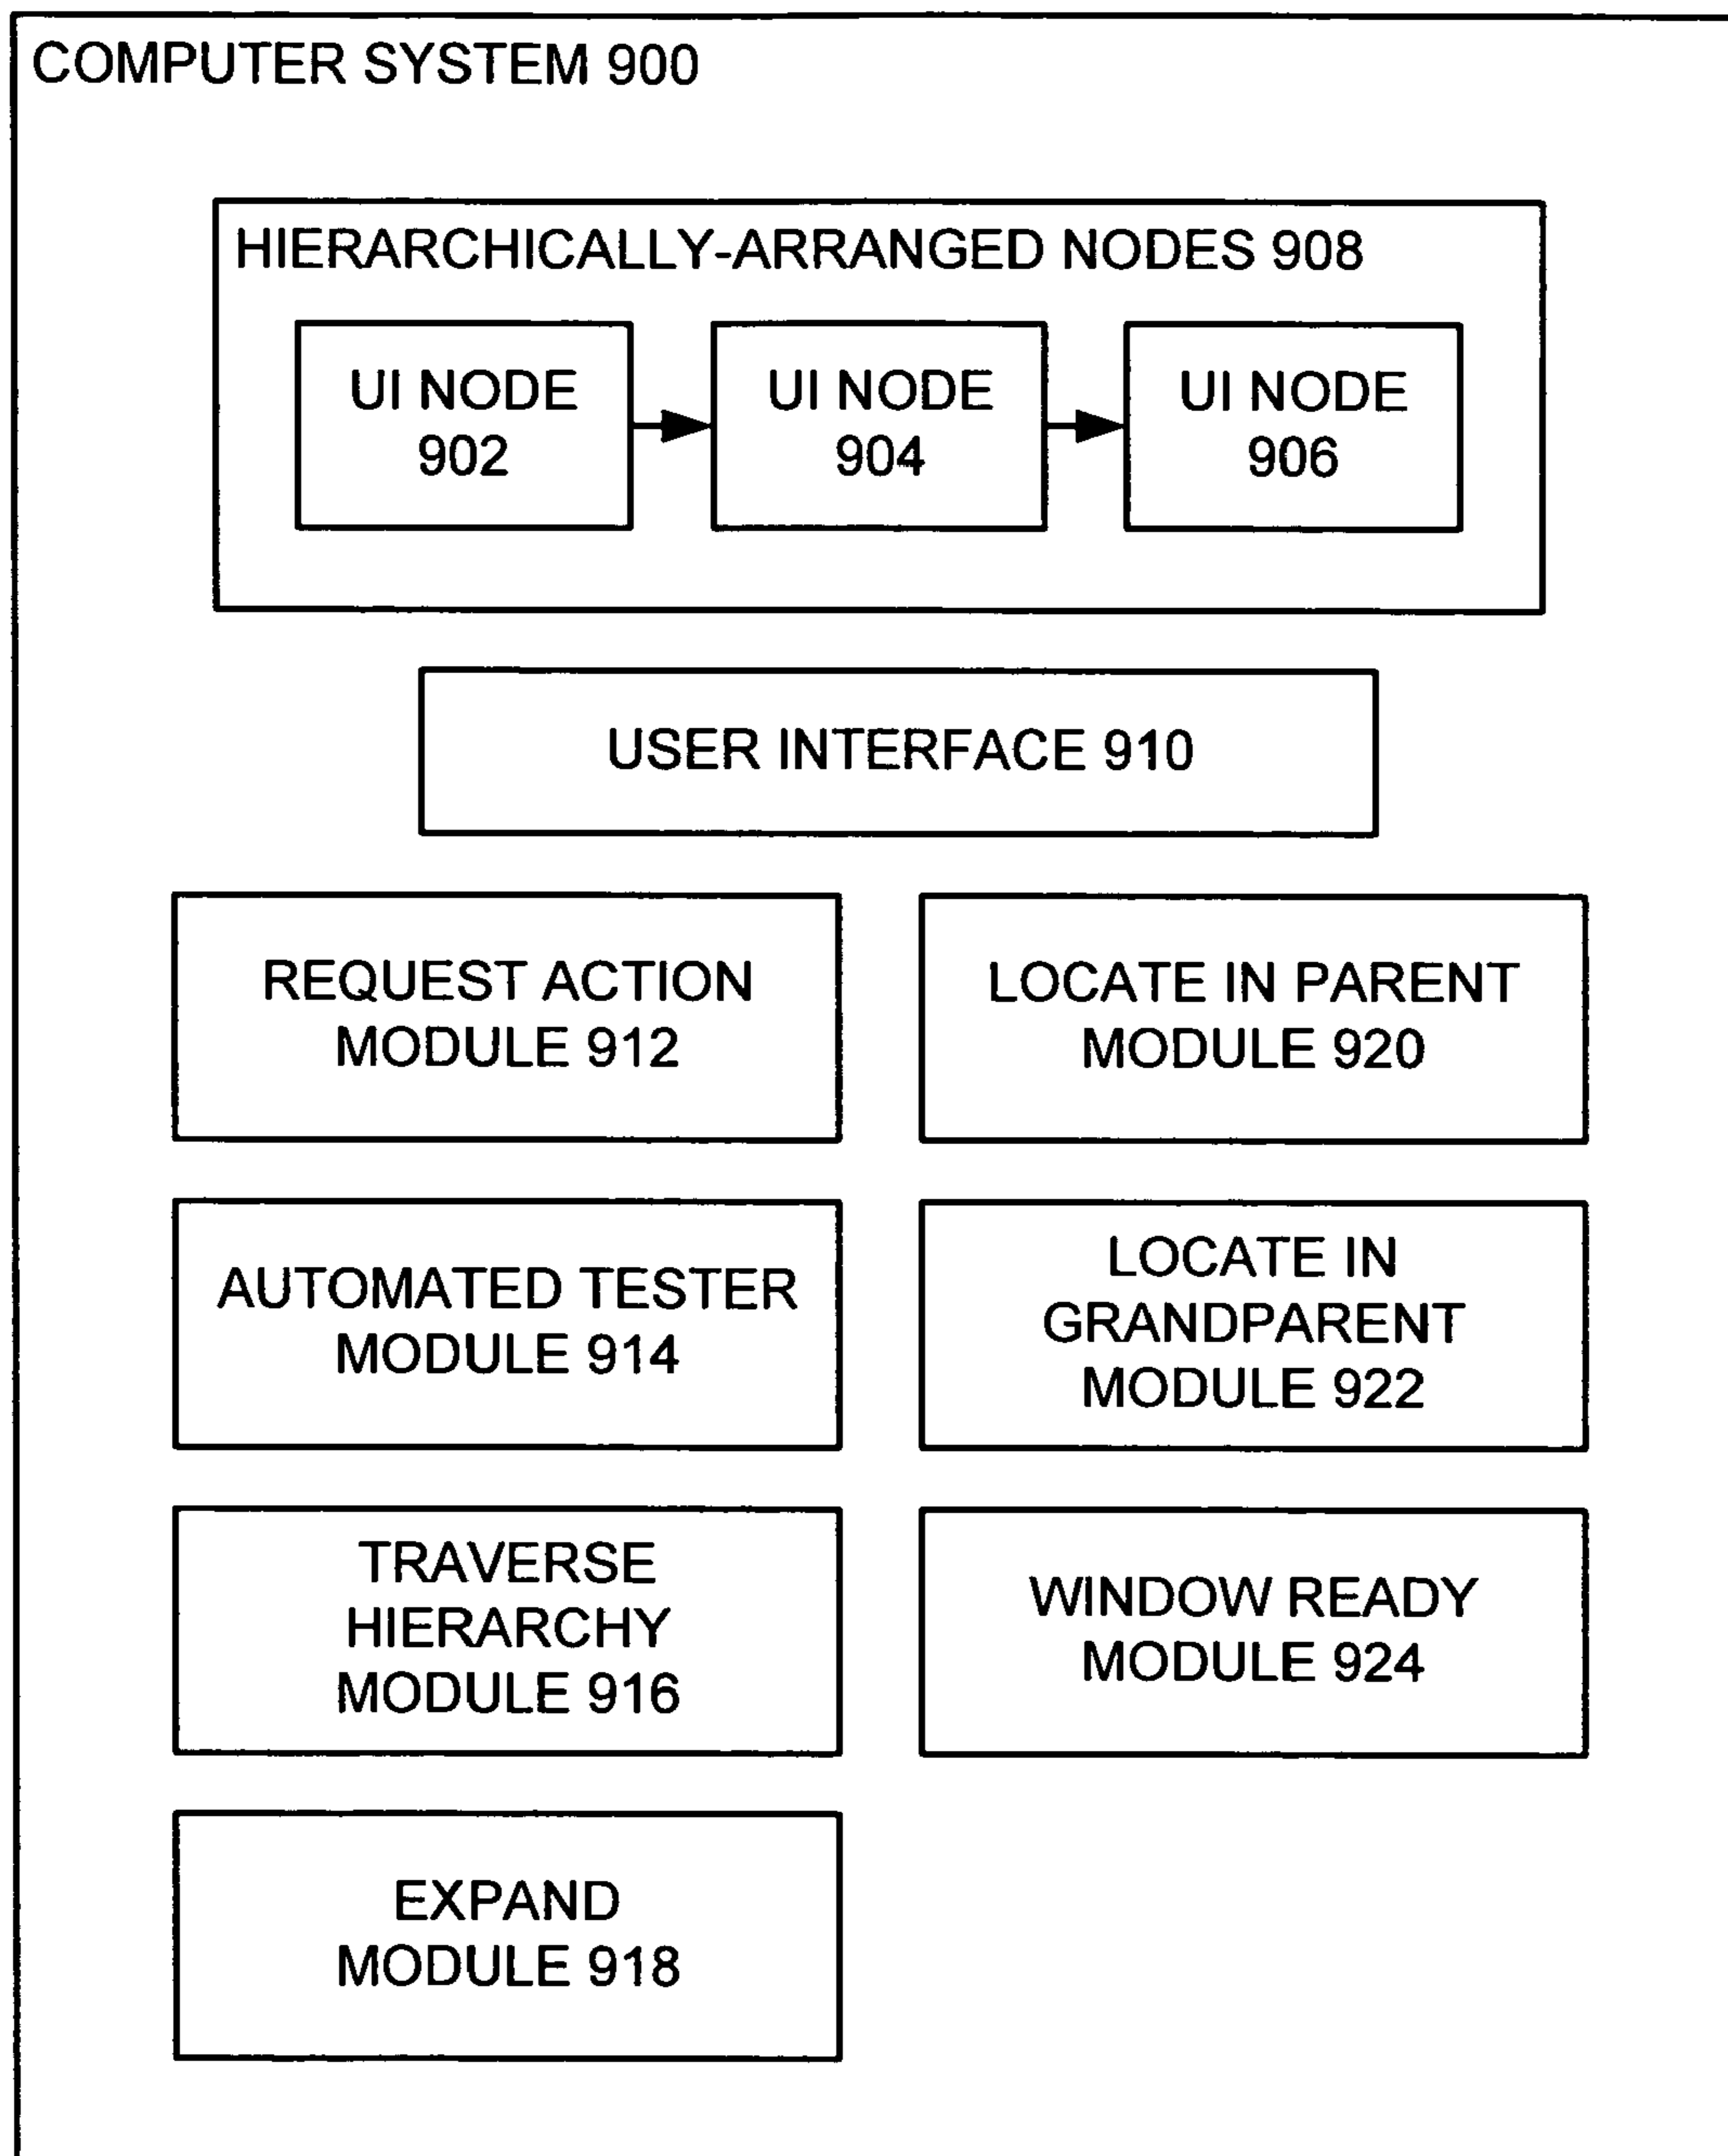 COMPUTER SYSTEM 900
HIERARCHICALLY-ARRANGED NODES 908
UI NODE
902
UI NODE
904
UI NODE
906
USER INTERFACE 910
REQUEST ACTION
MODULE 912
LOCATE IN PARENT
MODULE 920
AUTOMATED TESTER
MODULE 914
LOCATE IN
GRANDPARENT
MODULE 922
TRAVERSE
HIERARCHY
MODULE 916
WINDOW READY
MODULE 924
EXPAND
MODULE 918